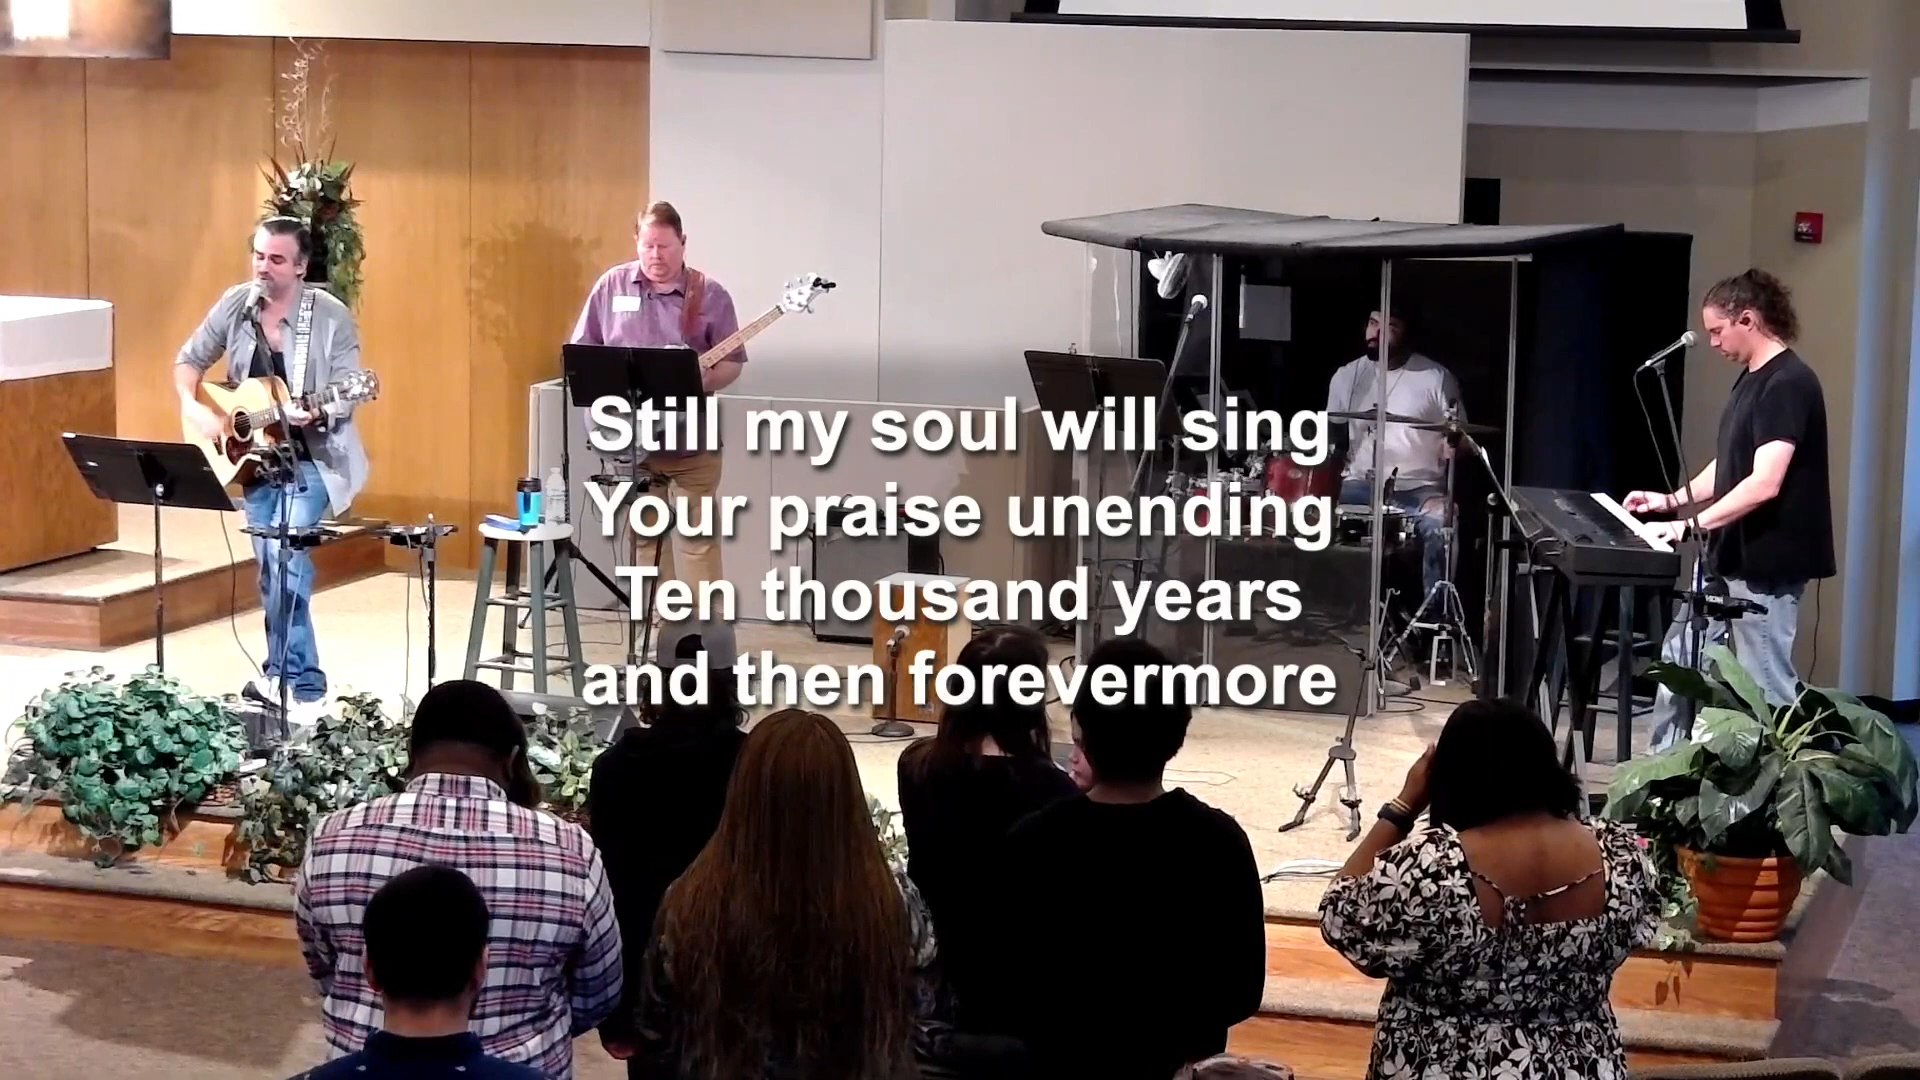 Still my soul will sing
Your praise unending
Ten thousand years
and then forevermore